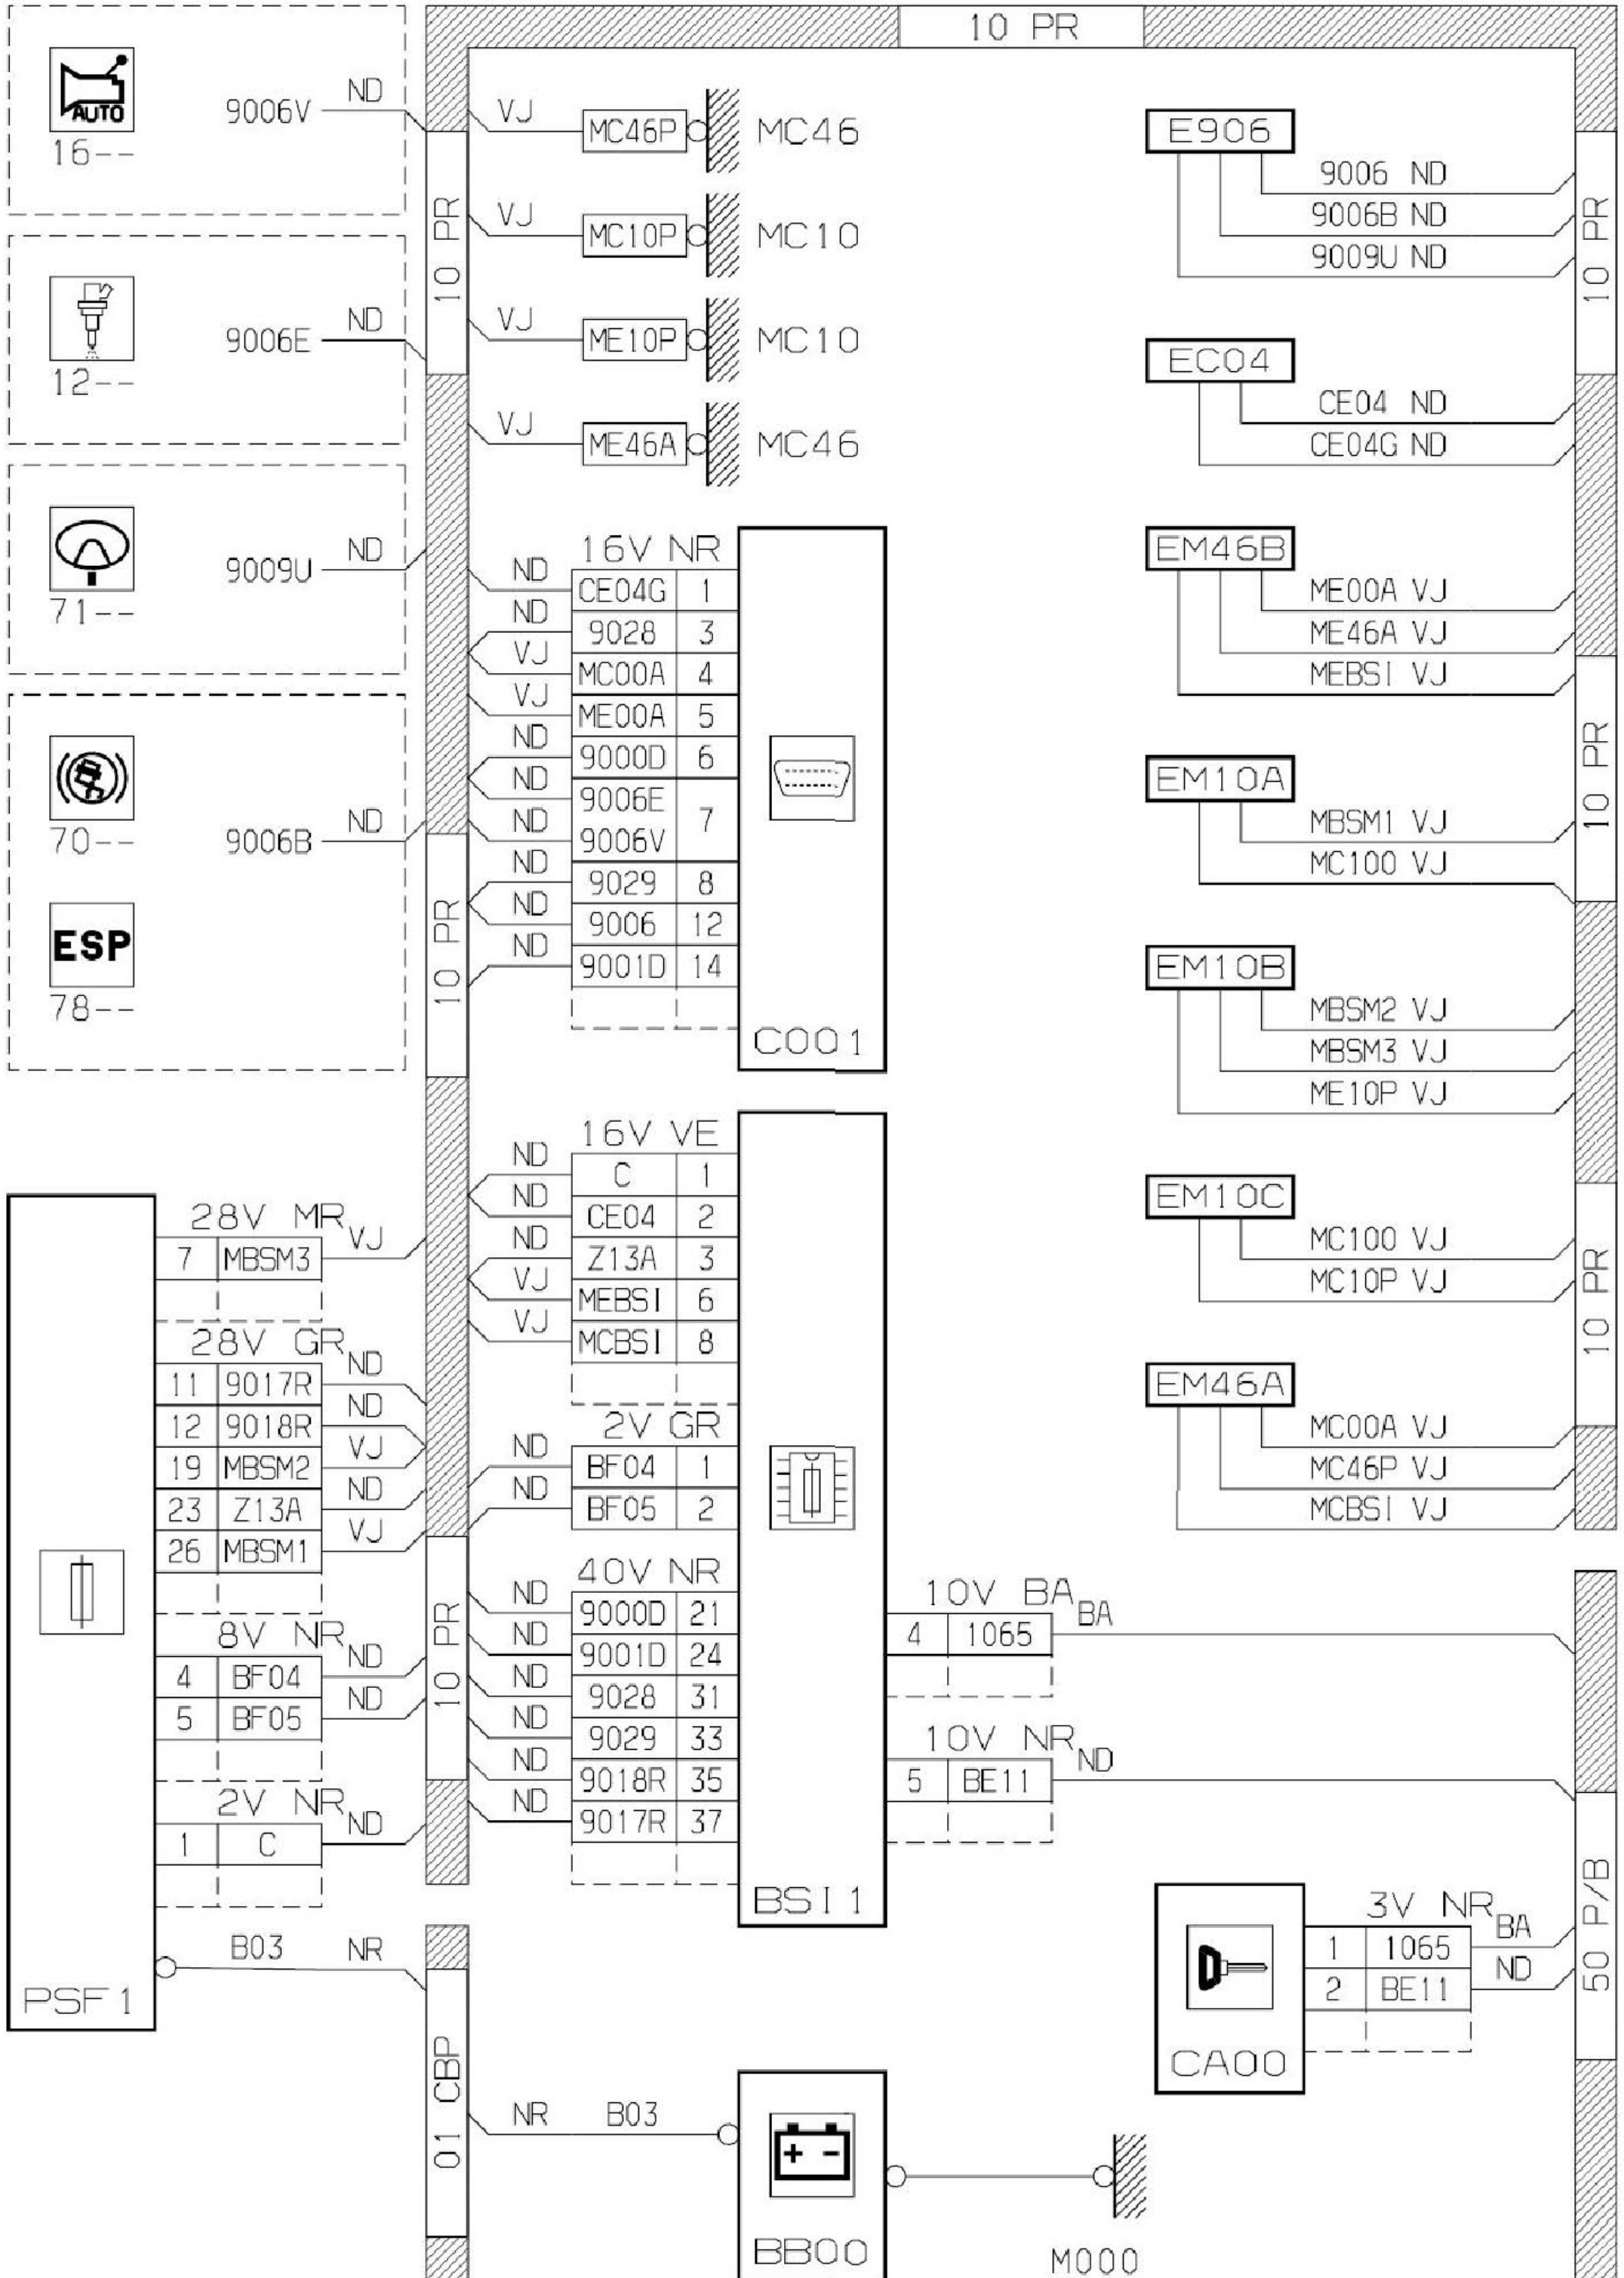 10 PR
AUTO
16--
9006V ND
12--
9006E ND
71--
9009U ND
70--
ESP
78--
9006B ND
10 PR
VJ MC46P MC46
VJ MC10P MC10
VJ ME10P MC10
VJ ME46A MC46
16V NR
ND CE04G 1
ND 9028 3
VJ MC00A 4
VJ ME00A 5
ND 9000D 6
ND 9006E 7
ND 9006V
ND 9029 8
ND 9006 12
ND 9001D 14
C001
10 PR
16V VE
ND C 1
ND CE04 2
ND Z13A 3
VJ MEBSI 6
VJ MCBSI 8
2V GR
ND BF04 1
ND BF05 2
40V NR
ND 9000D 21
ND 9001D 24
ND 9028 31
ND 9029 33
ND 9018R 35
ND 9017R 37
BSI1
10V BA
4 1065 BA
10V NR
5 BE11 ND
28V MR
7 MBSM3 VJ
28V GR
11 9017R ND
12 9018R ND
19 MBSM2 VJ
23 Z13A ND
26 MBSM1 VJ
8V NR
4 BF04 ND
5 BF05 ND
2V NR
1 C ND
B03 NR
PSF1
10 PR
01 CBP
NR B03
BB00
M000
E906
9006 ND
9006B ND
9009U ND
10 PR
EC04
CE04 ND
CE04G ND
EM46B
ME00A VJ
ME46A VJ
MEBSI VJ
10 PR
EM10A
MBSM1 VJ
MC100 VJ
EM10B
MBSM2 VJ
MBSM3 VJ
ME10P VJ
EM10C
MC100 VJ
MC10P VJ
10 PR
EM46A
MC00A VJ
MC46P VJ
MCBSI VJ
3V NR
1 1065 BA
2 BE11 ND
CA00
50 P/B